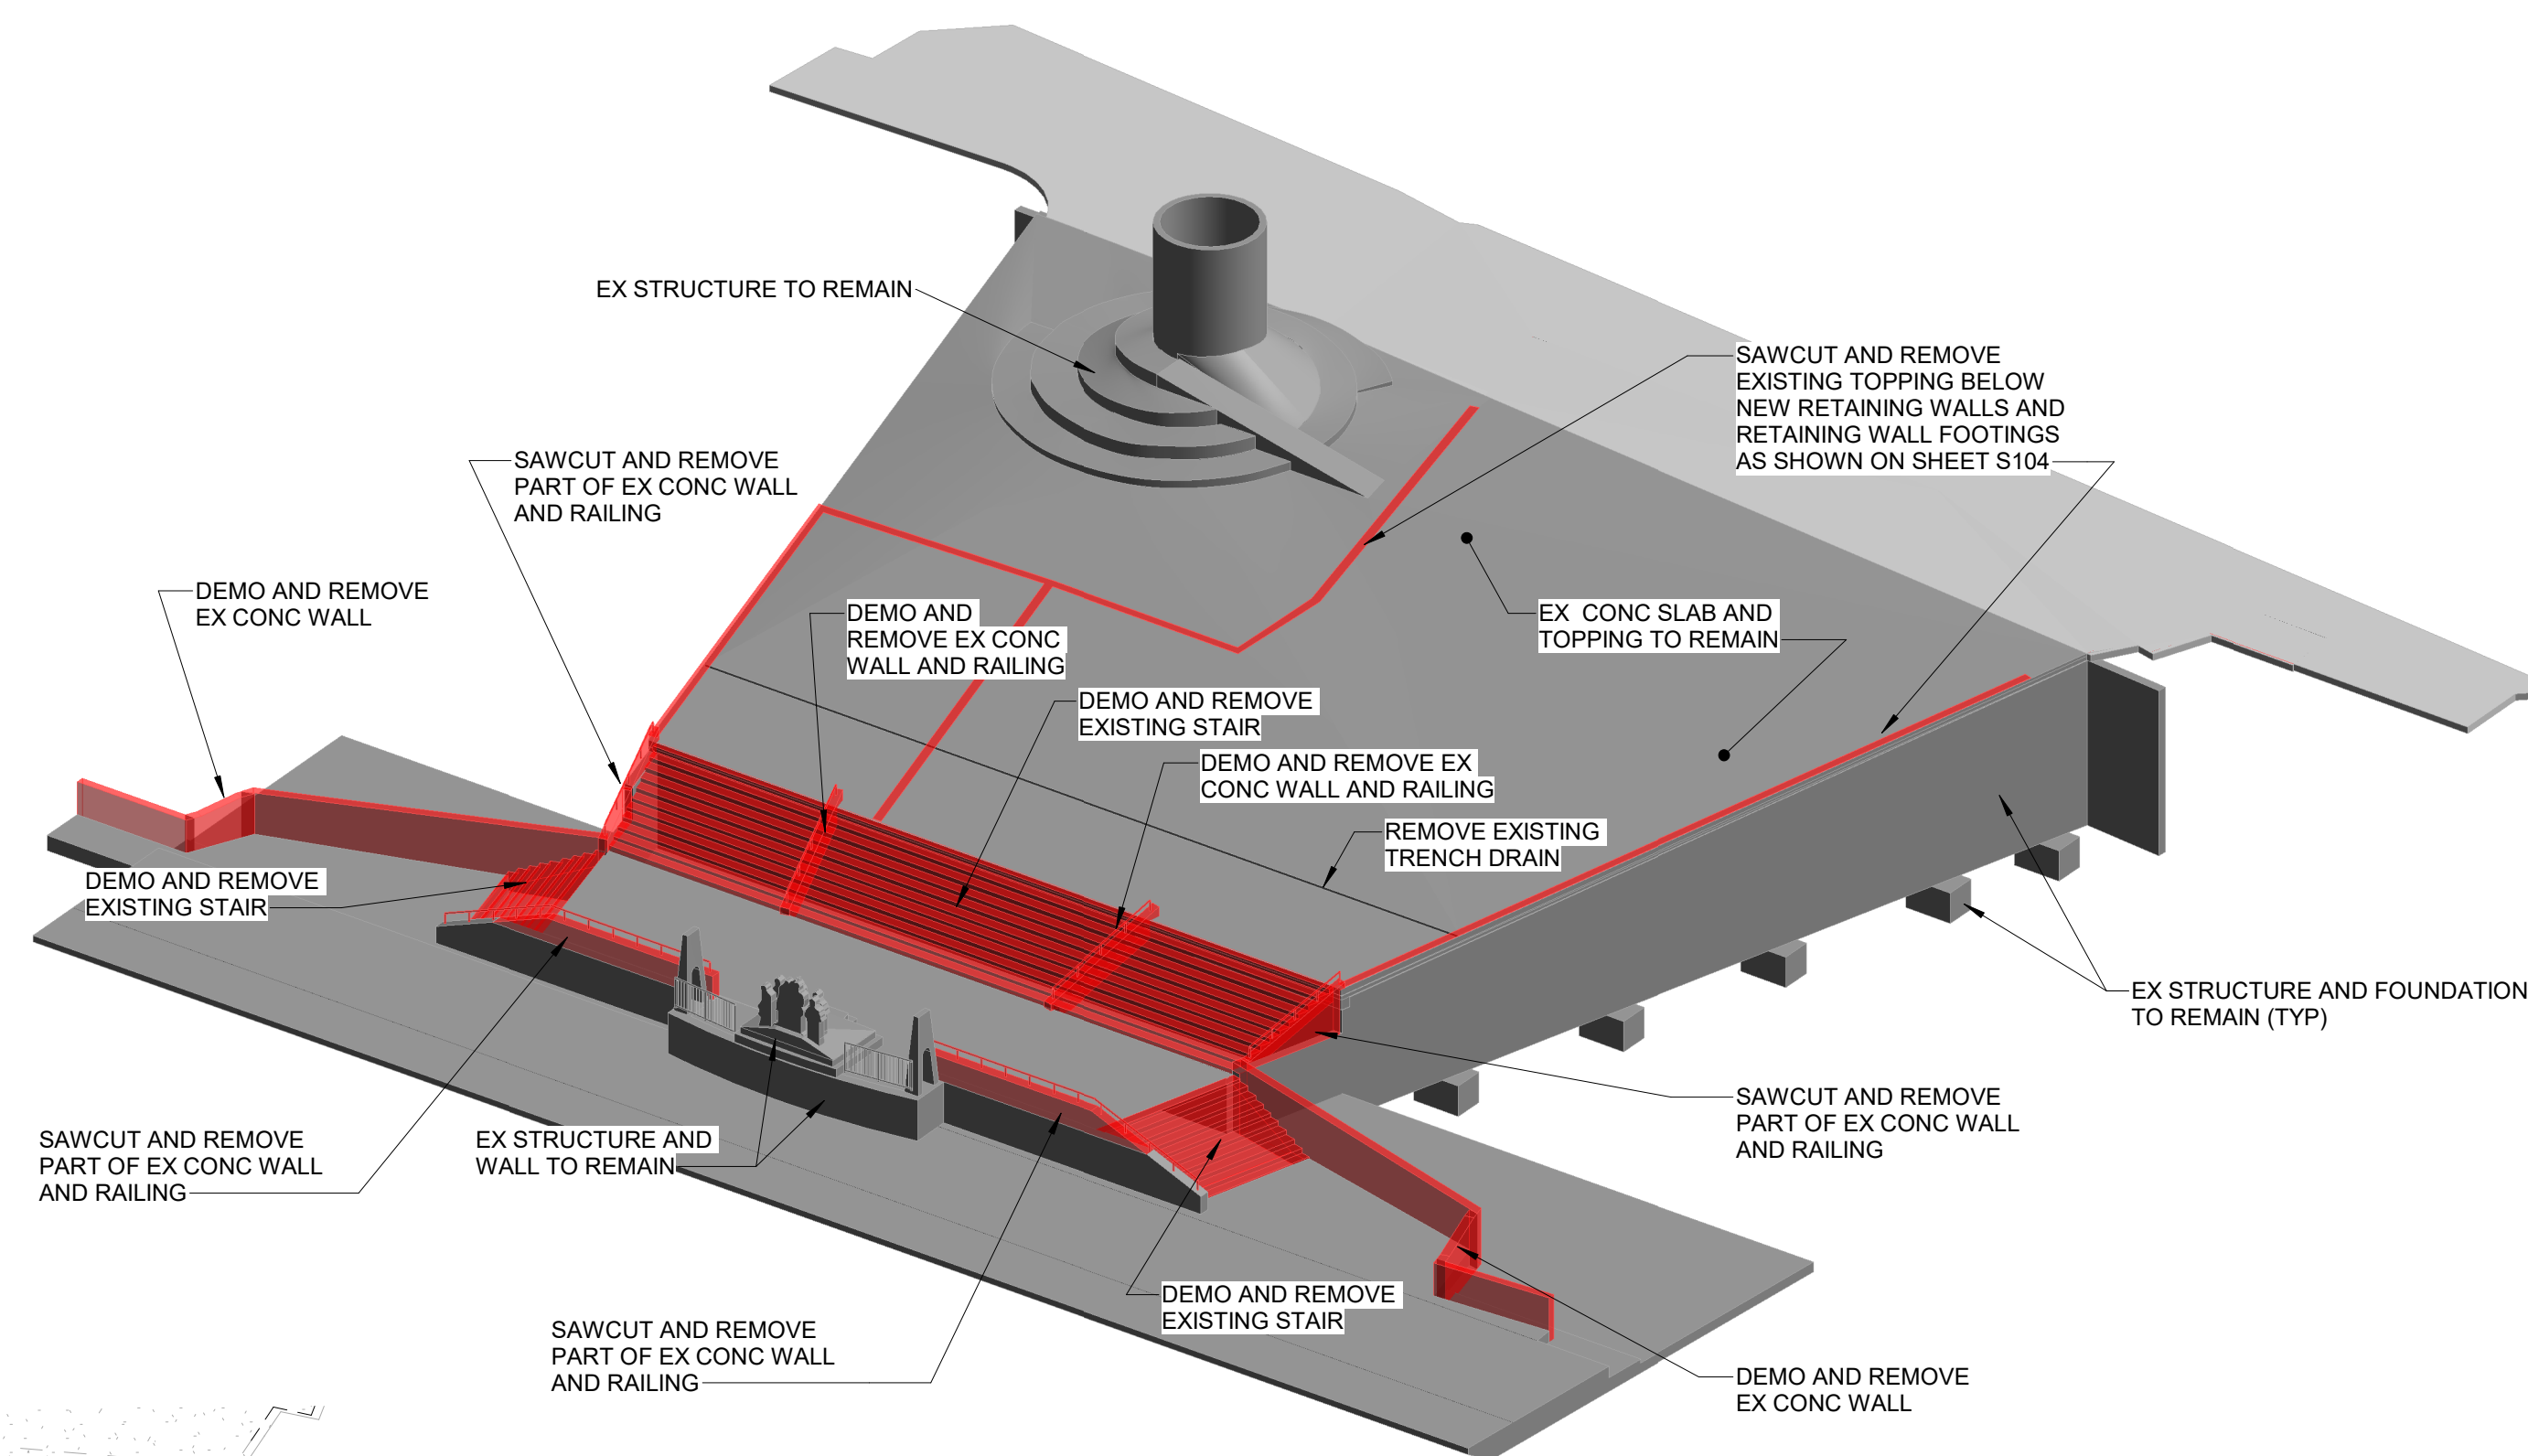 EX STRUCTURE TO REMAIN
SAWCUT AND REMOVE
EXISTING TOPPING BELOW
NEW RETAINING WALLS AND
RETAINING WALL FOOTINGS
AS SHOWN ON SHEET S104
SAWCUT AND REMOVE
PART OF EX CONC WALL
AND RAILING
DEMO AND REMOVE
EX CONC WALL
DEMO AND
REMOVE EX CONC
WALL AND RAILING
EX CONC SLAB AND
TOPPING TO REMAIN
DEMO AND REMOVE
EXISTING STAIR
DEMO AND REMOVE EX
CONC WALL AND RAILING
REMOVE EXISTING
TRENCH DRAIN
DEMO AND REMOVE
EXISTING STAIR
EX STRUCTURE AND FOUNDATION
TO REMAIN (TYP)
SAWCUT AND REMOVE
PART OF EX CONC WALL
AND RAILING
SAWCUT AND REMOVE
PART OF EX CONC WALL
AND RAILING
EX STRUCTURE AND
WALL TO REMAIN
DEMO AND REMOVE
EXISTING STAIR
SAWCUT AND REMOVE
PART OF EX CONC WALL
AND RAILING
DEMO AND REMOVE
EX CONC WALL